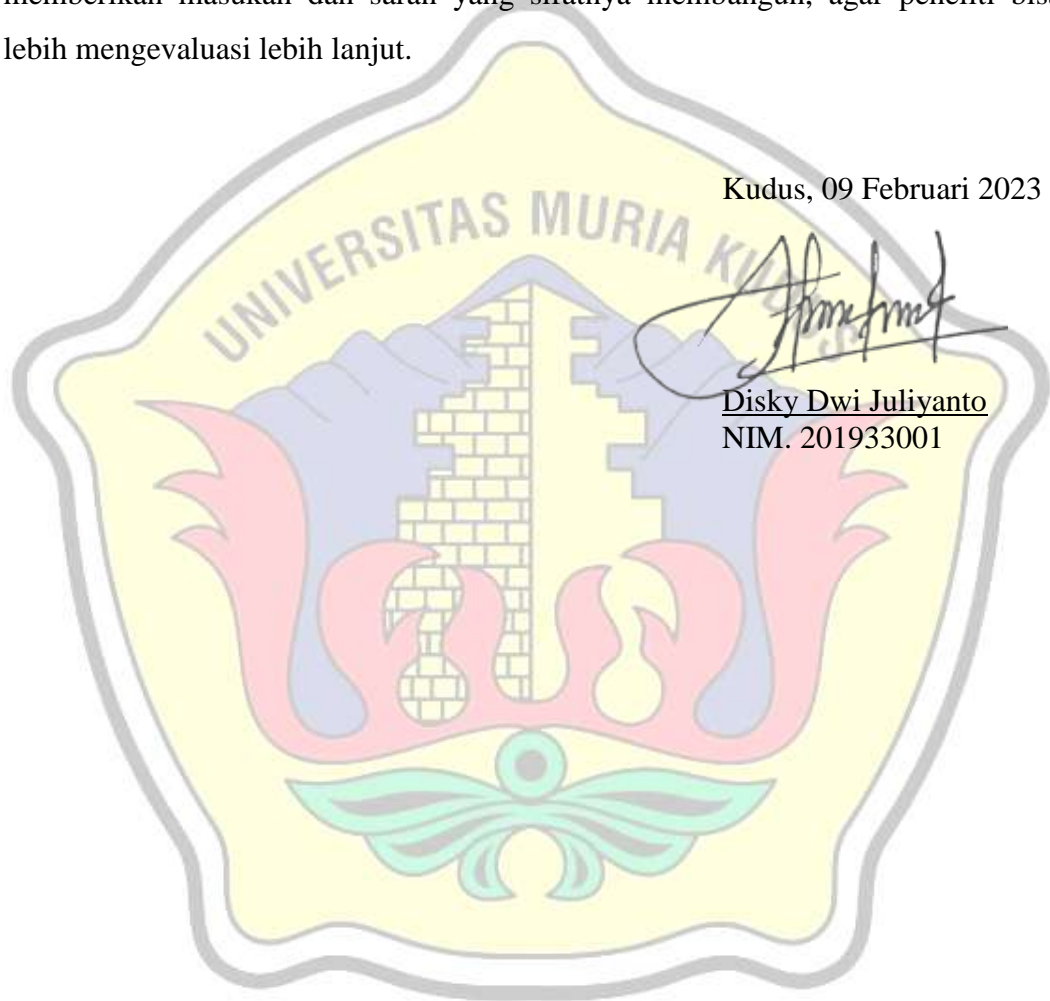 memberikan masukan dan saran yang sifatnya membangun, agar peneliti bisa
lebih mengevaluasi lebih lanjut.
Kudus, 09 Februari 2023
UNIVERSITAS MURIA KUDUS
Disky Dwi Juliyanto
NIM. 201933001